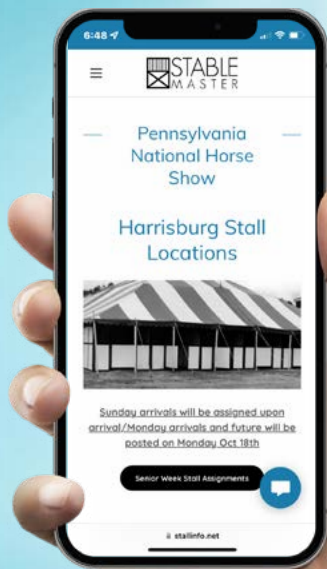 6:48
STABLE
MASTER
Pennsylvania
National Horse
Show
Harrisburg Stall
Locations
Sunday arrivals will be assigned upon
arrival/Monday arrivals and future will be
posted on Monday Oct 18th
Senior Week Stall Assignments
stallinfo.net